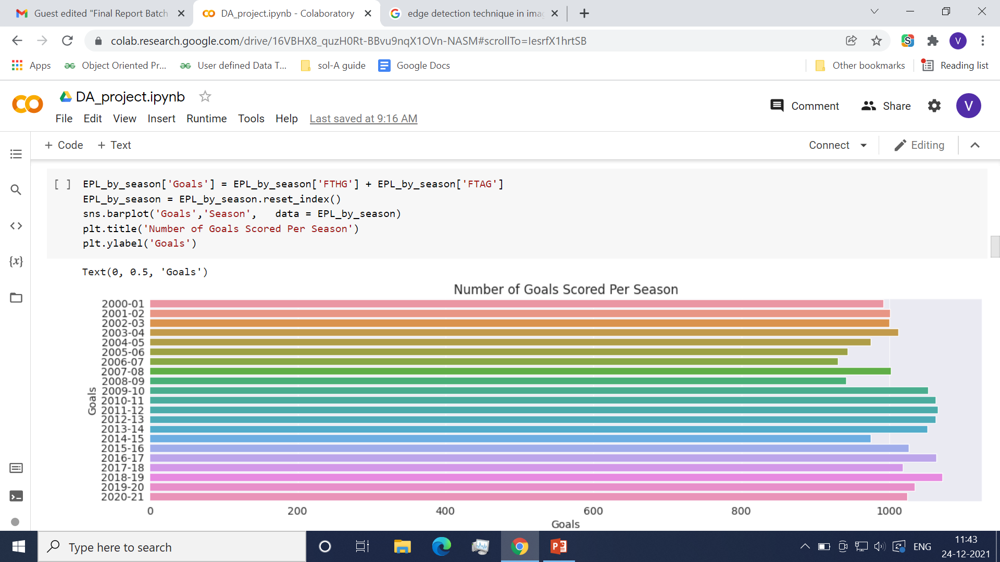 Guest edited "Final Report Batch
DA_project.ipynb - Colaboratory
edge detection technique in imag
colab.research.google.com/drive/16VBHX8_quzH0Rt-BBvu9nqX1OVn-NASM#scrollTo=IesrfX1hrtSB
S
V
Apps
Object Oriented Pr...
User defined Data T...
sol-A guide
Google Docs
Other bookmarks
Reading list
DA_project.ipynb
Comment
Share
V
File Edit View Insert Runtime Tools Help Last saved at 9:16 AM
+ Code + Text
Connect
Editing
[ ] EPL_by_season['Goals'] = EPL_by_season['FTHG'] + EPL_by_season['FTAG']
EPL_by_season = EPL_by_season.reset_index()
sns.barplot('Goals','Season',   data = EPL_by_season)
plt.title('Number of Goals Scored Per Season')
plt.ylabel('Goals')
{x}
Text(0, 0.5, 'Goals')
Number of Goals Scored Per Season
2000-01
2001-02
2002-03
2003-04
2004-05
2005-06
2006-07
2007-08
2008-09
2009-10
2010-11
2011-12
2012-13
2013-14
2014-15
2015-16
2016-17
2017-18
2018-19
2019-20
2020-21
Goals
0 200 400 600 800 1000
Goals
Type here to search
ENG
11:43
24-12-2021